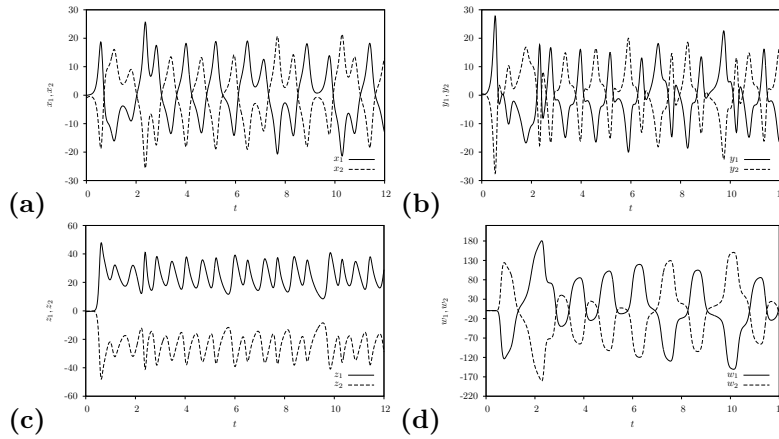 30
20
10
0
-10
-20
-30
x₁, x₂
0 2 4 6 8 10 12
t
x₁
x₂
(a)
30
20
10
0
-10
-20
-30
y₁, y₂
0 2 4 6 8 10 12
t
y₁
y₂
(b)
60
40
20
0
-20
-40
-60
z₁, z₂
0 2 4 6 8 10 12
t
z₁
z₂
(c)
180
130
80
30
-20
-70
-120
-170
-220
w₁, w₂
0 2 4 6 8 10 12
t
w₁
w₂
(d)